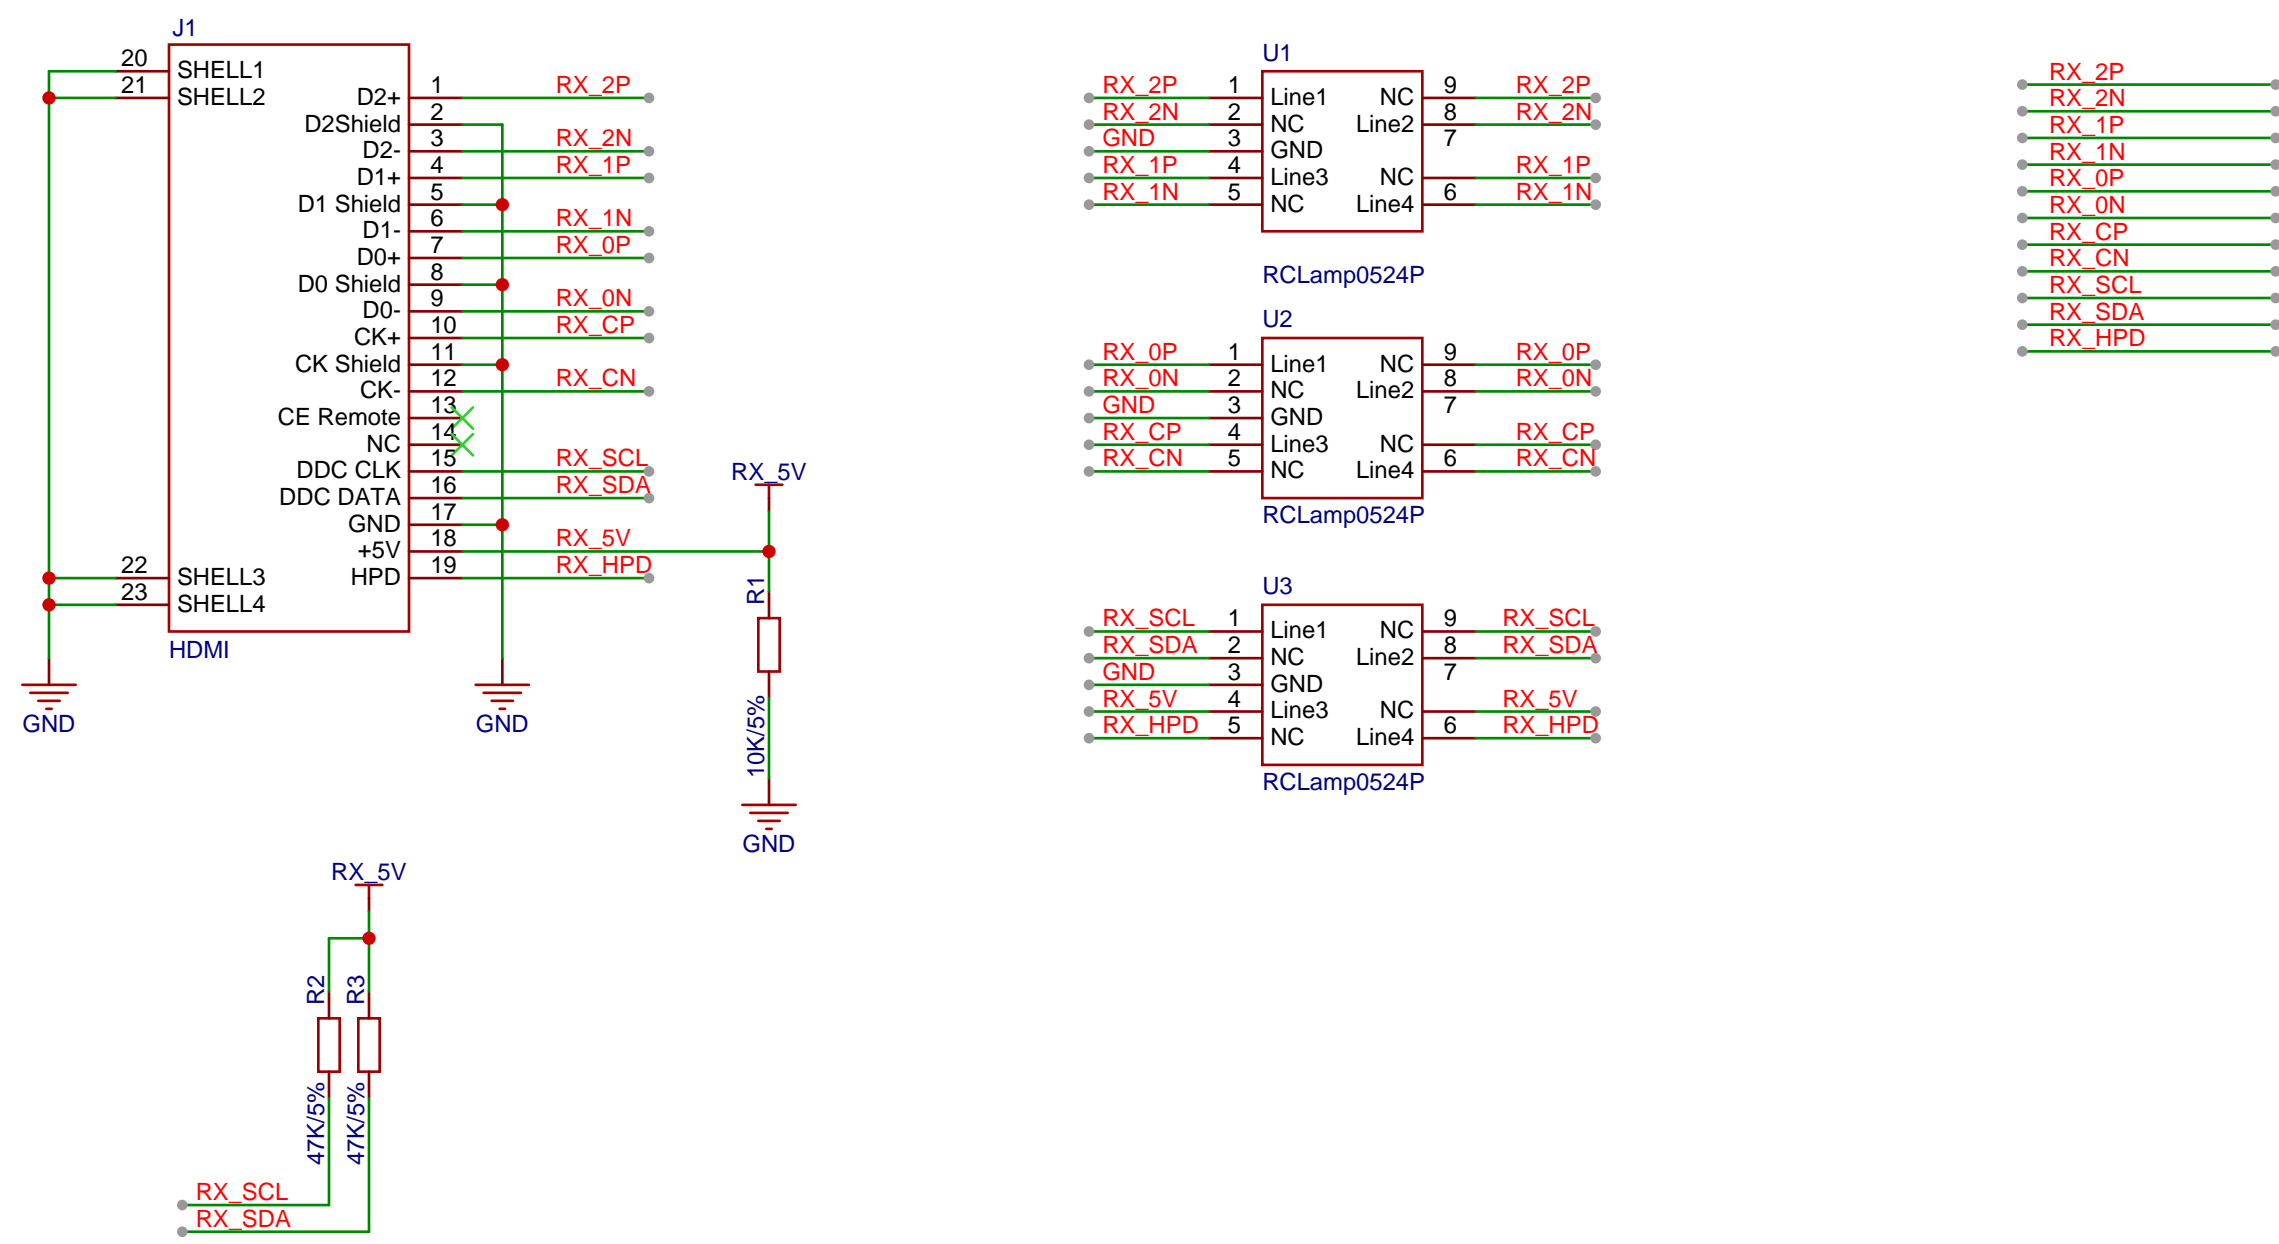 J1
20 SHELL1
21 SHELL2
D2+ 1 RX_2P
D2Shield 2
D2- 3 RX_2N
D1+ 4 RX_1P
D1 Shield 5
D1- 6 RX_1N
D0+ 7 RX_0P
D0 Shield 8
D0- 9 RX_0N
CK+ 10 RX_CP
CK Shield 11
CK- 12 RX_CN
CE Remote 13
NC 14
DDC CLK 15 RX_SCL
DDC DATA 16 RX_SDA
GND 17
+5V 18 RX_5V
HPD 19 RX_HPD
22 SHELL3
23 SHELL4
HDMI
GND
GND
RX_5V
R1
10K/5%
GND
RX_5V
R2
R3
47K/5%
47K/5%
RX_SCL
RX_SDA
U1
RX_2P 1 Line1 NC 9 RX_2P
RX_2N 2 NC Line2 8 RX_2N
GND 3 GND 7
RX_1P 4 Line3 NC RX_1P
RX_1N 5 NC Line4 6 RX_1N
RCLamp0524P
U2
RX_0P 1 Line1 NC 9 RX_0P
RX_0N 2 NC Line2 8 RX_0N
GND 3 GND 7
RX_CP 4 Line3 NC RX_CP
RX_CN 5 NC Line4 6 RX_CN
RCLamp0524P
U3
RX_SCL 1 Line1 NC 9 RX_SCL
RX_SDA 2 NC Line2 8 RX_SDA
GND 3 GND 7
RX_5V 4 Line3 NC RX_5V
RX_HPD 5 NC Line4 6 RX_HPD
RCLamp0524P
RX_2P
RX_2N
RX_1P
RX_1N
RX_0P
RX_0N
RX_CP
RX_CN
RX_SCL
RX_SDA
RX_HPD